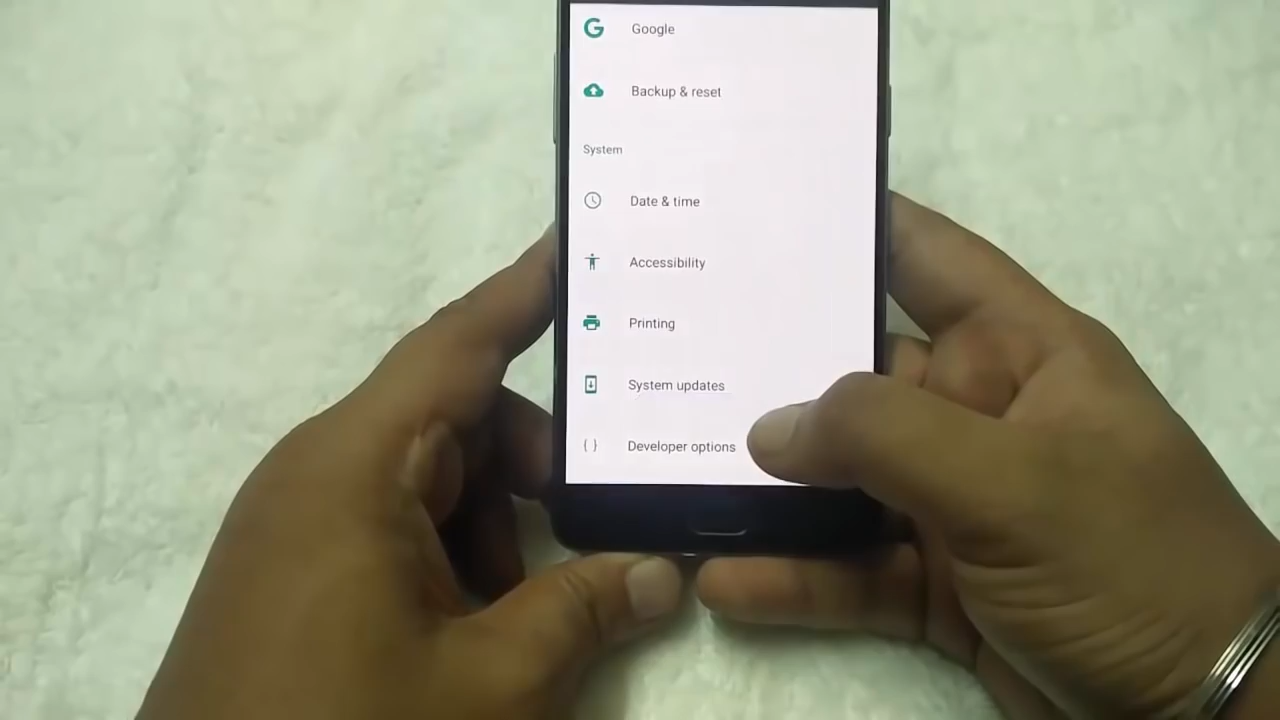 Google
Backup & reset
System
Date & time
Accessibility
Printing
System updates
Developer options